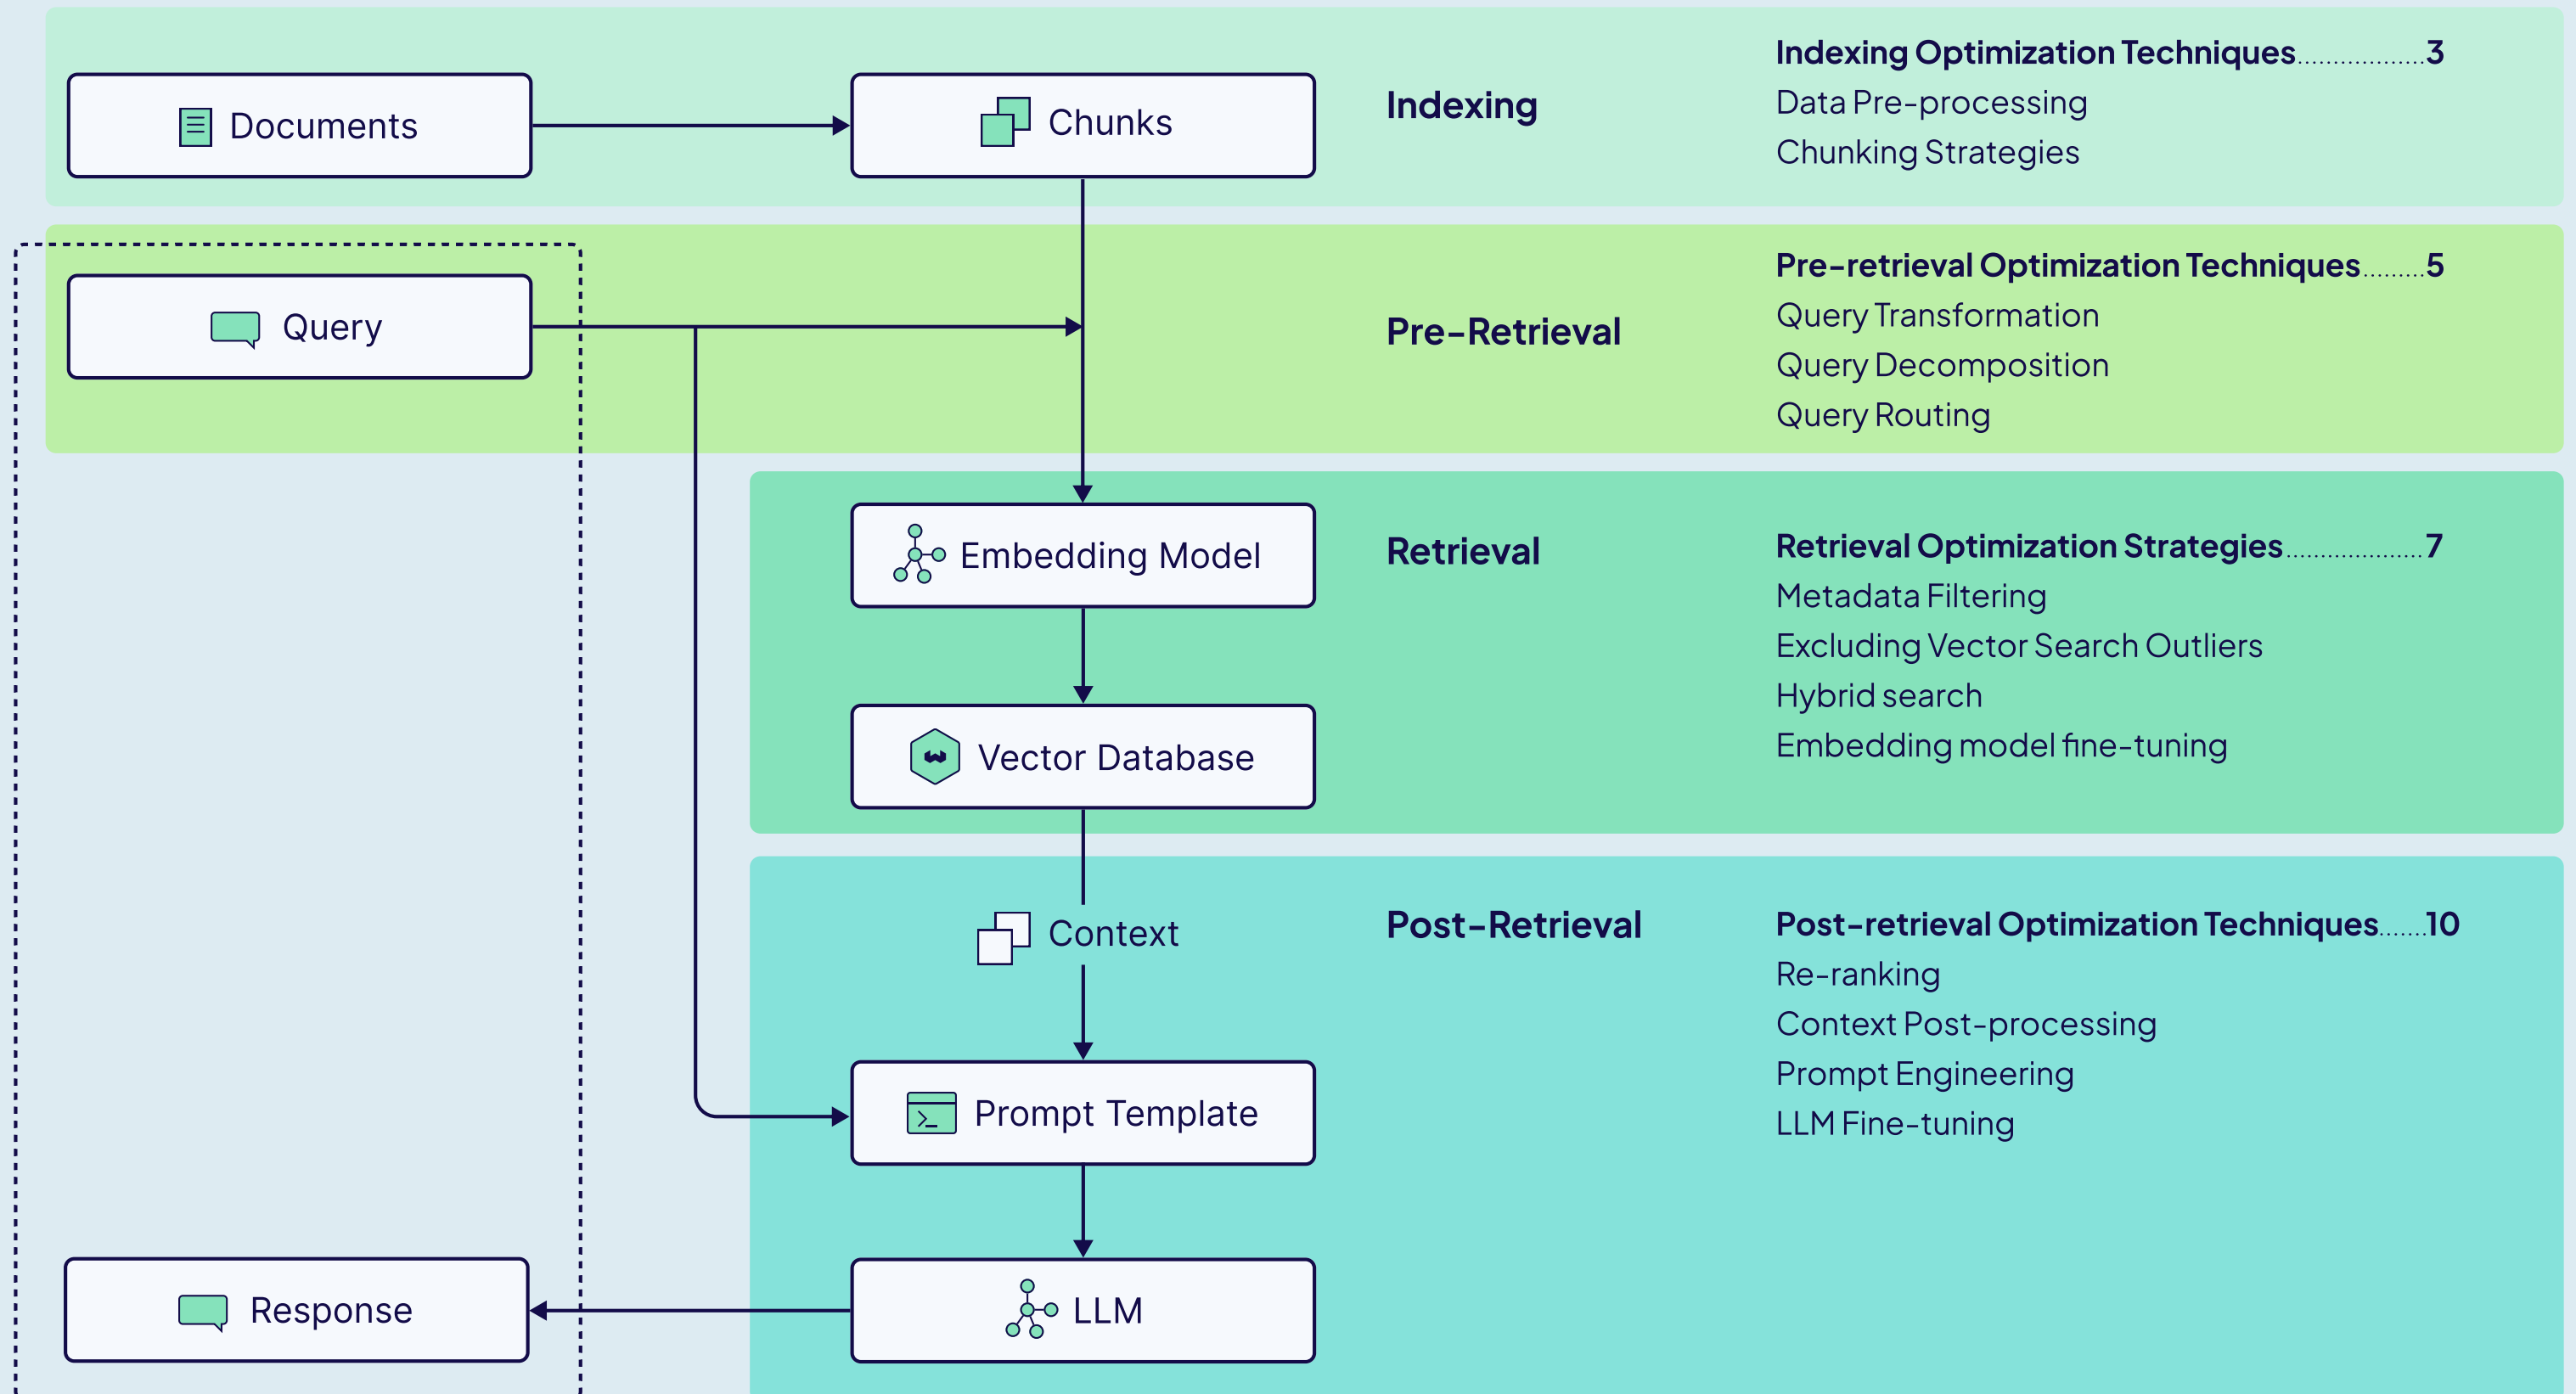 Documents
Chunks
Indexing
Indexing Optimization Techniques.................3
Data Pre-processing
Chunking Strategies
Query
Pre-Retrieval
Pre-retrieval Optimization Techniques.........5
Query Transformation
Query Decomposition
Query Routing
Embedding Model
Vector Database
Retrieval
Retrieval Optimization Strategies...................7
Metadata Filtering
Excluding Vector Search Outliers
Hybrid search
Embedding model fine-tuning
Context
Prompt Template
LLM
Response
Post-Retrieval
Post-retrieval Optimization Techniques.......10
Re-ranking
Context Post-processing
Prompt Engineering
LLM Fine-tuning